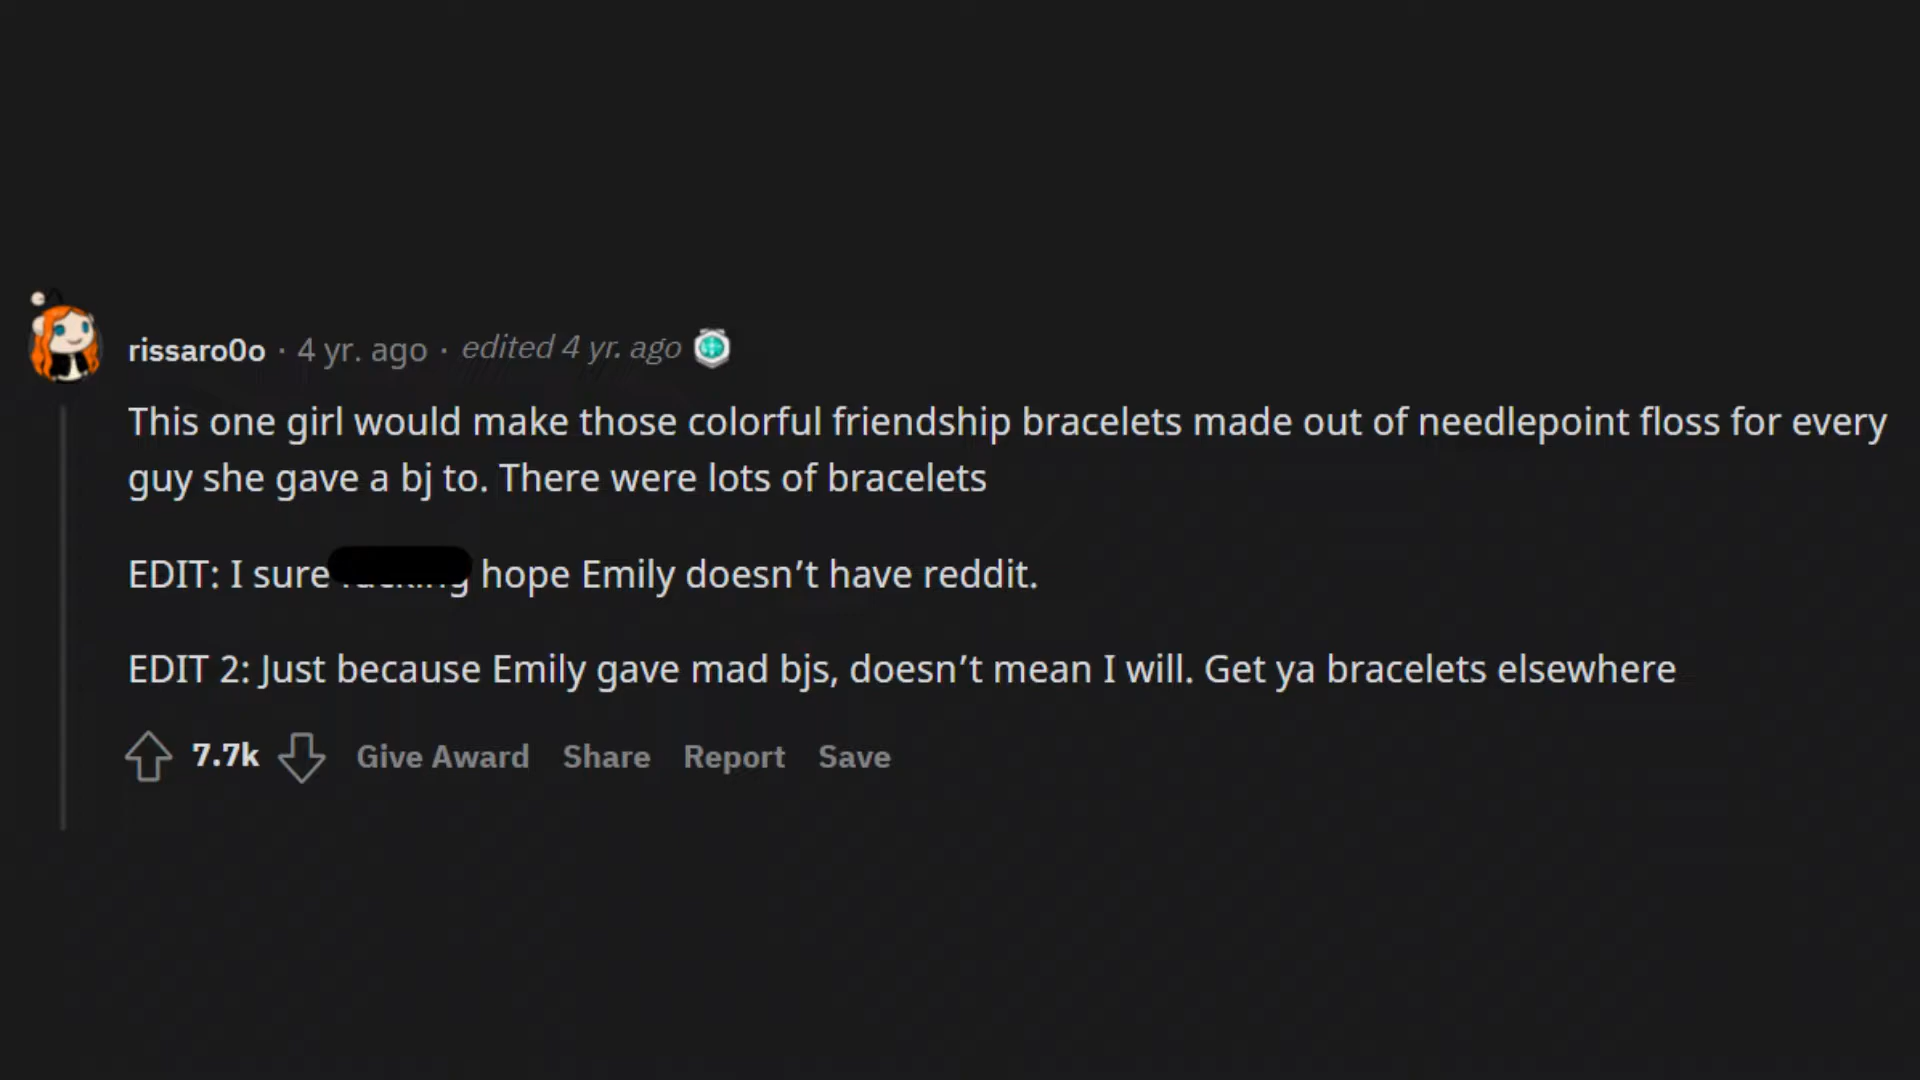 rissaro0o · 4 yr. ago · edited 4 yr. ago
This one girl would make those colorful friendship bracelets made out of needlepoint floss for every
guy she gave a bj to. There were lots of bracelets
EDIT: I sure hope Emily doesn’t have reddit.
EDIT 2: Just because Emily gave mad bjs, doesn’t mean I will. Get ya bracelets elsewhere
7.7k Give Award Share Report Save